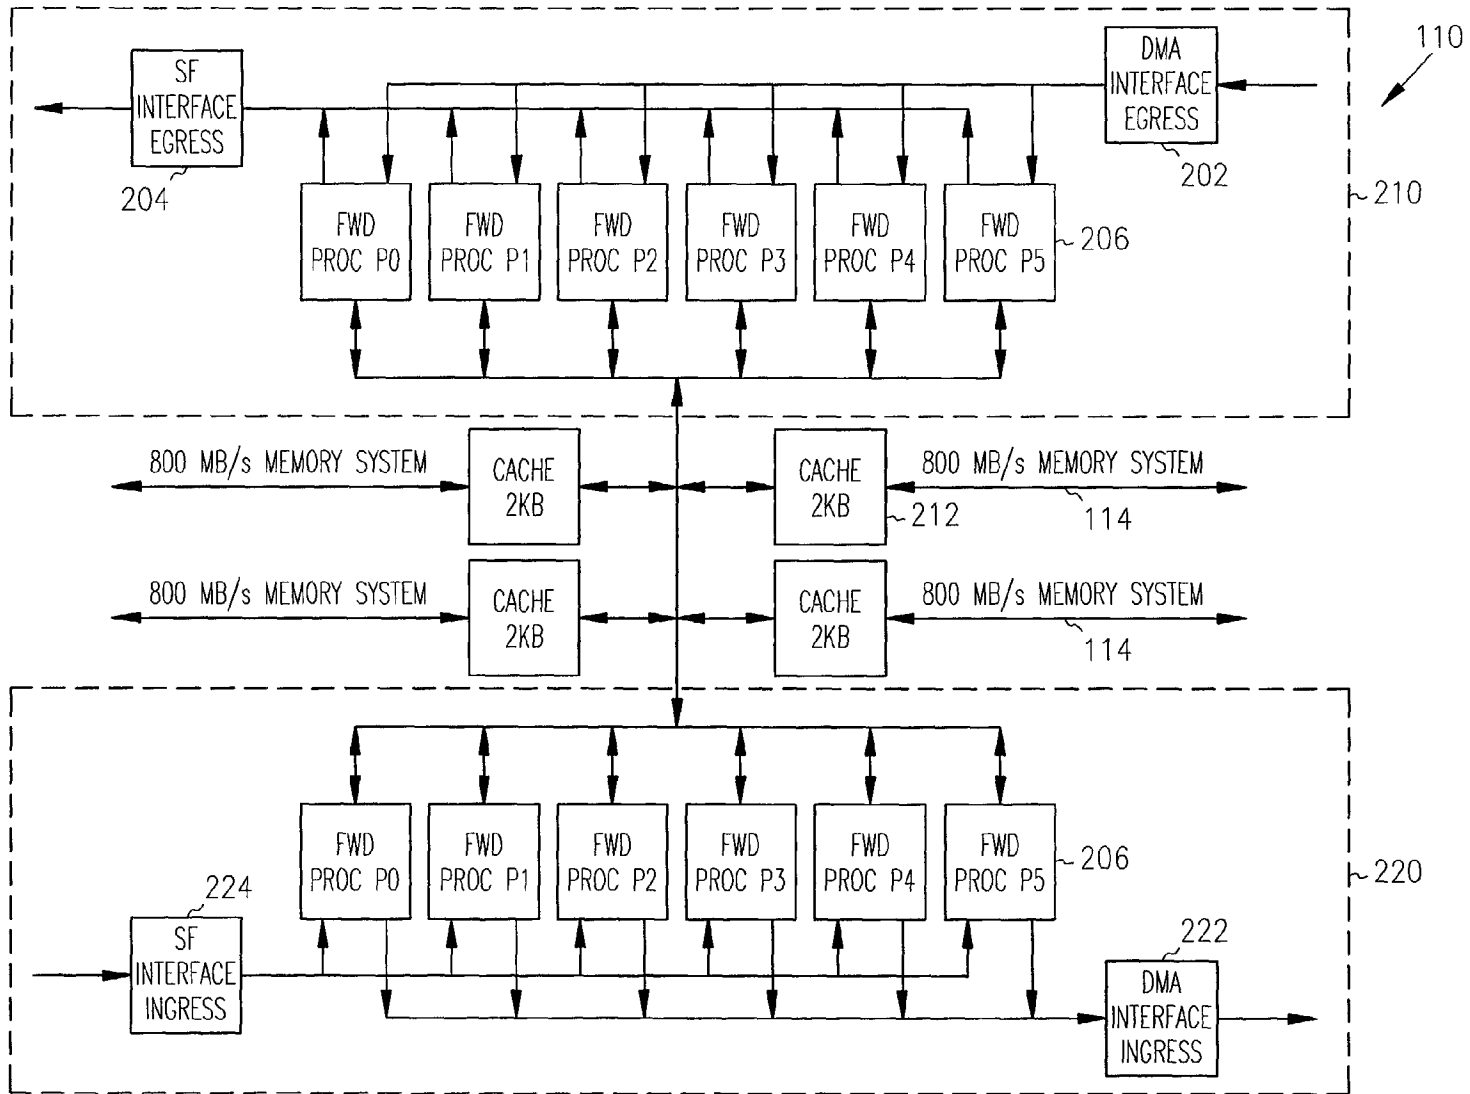 110
SF
INTERFACE
EGRESS
204
DMA
INTERFACE
EGRESS
202
210
FWD
PROC P0
FWD
PROC P1
FWD
PROC P2
FWD
PROC P3
FWD
PROC P4
FWD
PROC P5
206
800 MB/s MEMORY SYSTEM
CACHE
2KB
CACHE
2KB
212
800 MB/s MEMORY SYSTEM
114
800 MB/s MEMORY SYSTEM
CACHE
2KB
CACHE
2KB
800 MB/s MEMORY SYSTEM
114
FWD
PROC P0
FWD
PROC P1
FWD
PROC P2
FWD
PROC P3
FWD
PROC P4
FWD
PROC P5
206
220
224
SF
INTERFACE
INGRESS
222
DMA
INTERFACE
INGRESS